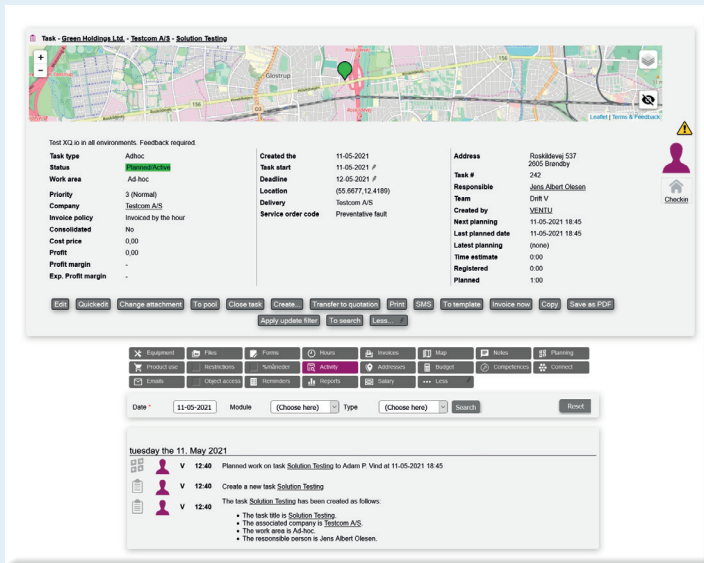 Task - Green Holdings Ltd. - Testcom A/S - Solution Testing
+
-
Glostrup
156
156
O3
Leaflet | Terms & Feedback
Test XQ.io in all environments. Feedback required.
Task type Adhoc
Status Planned/Active
Work area Ad-hoc
Priority 3 (Normal)
Company Testcom A/S
Invoice policy Invoiced by the hour
Consolidated No
Cost price 0,00
Profit 0,00
Profit margin -
Exp. Profit margin -
Created the 11-05-2021
Task start 11-05-2021
Deadline 12-05-2021
Location (55.6677,12.4189)
Delivery Testcom A/S
Service order code Preventative fault
Address Roskildevej 537
2605 Brøndby
Task # 242
Responsible Jens Albert Olesen
Team Drift V
Created by VENTU
Next planning 11-05-2021 18:45
Last planned date 11-05-2021 18:45
Latest planning (none)
Time estimate 0:00
Registered 0:00
Planned 1:00
Checkin
Edit Quickedit Change attachment To pool Close task Create... Transfer to quotation Print SMS To template Invoice now Copy Save as PDF
Apply update filter To search Less...
Equipment Files Forms Hours Invoices Map Notes Planning
Product use Restrictions %måneder Activity Addresses Budget Competences Connect
Emails Object access Reminders Reports Salary Less
Date * 11-05-2021 Module (Choose here) Type (Choose here) Search Reset
tuesday the 11. May 2021
V 12:40 Planned work on task Solution Testing to Adam P. Vind at 11-05-2021 18:45
V 12:40 Create a new task Solution Testing
V 12:40 The task Solution Testing has been created as follows:
• The task title is Solution Testing.
• The associated company is Testcom A/S.
• The work area is Ad-hoc.
• The responsible person is Jens Albert Olesen.